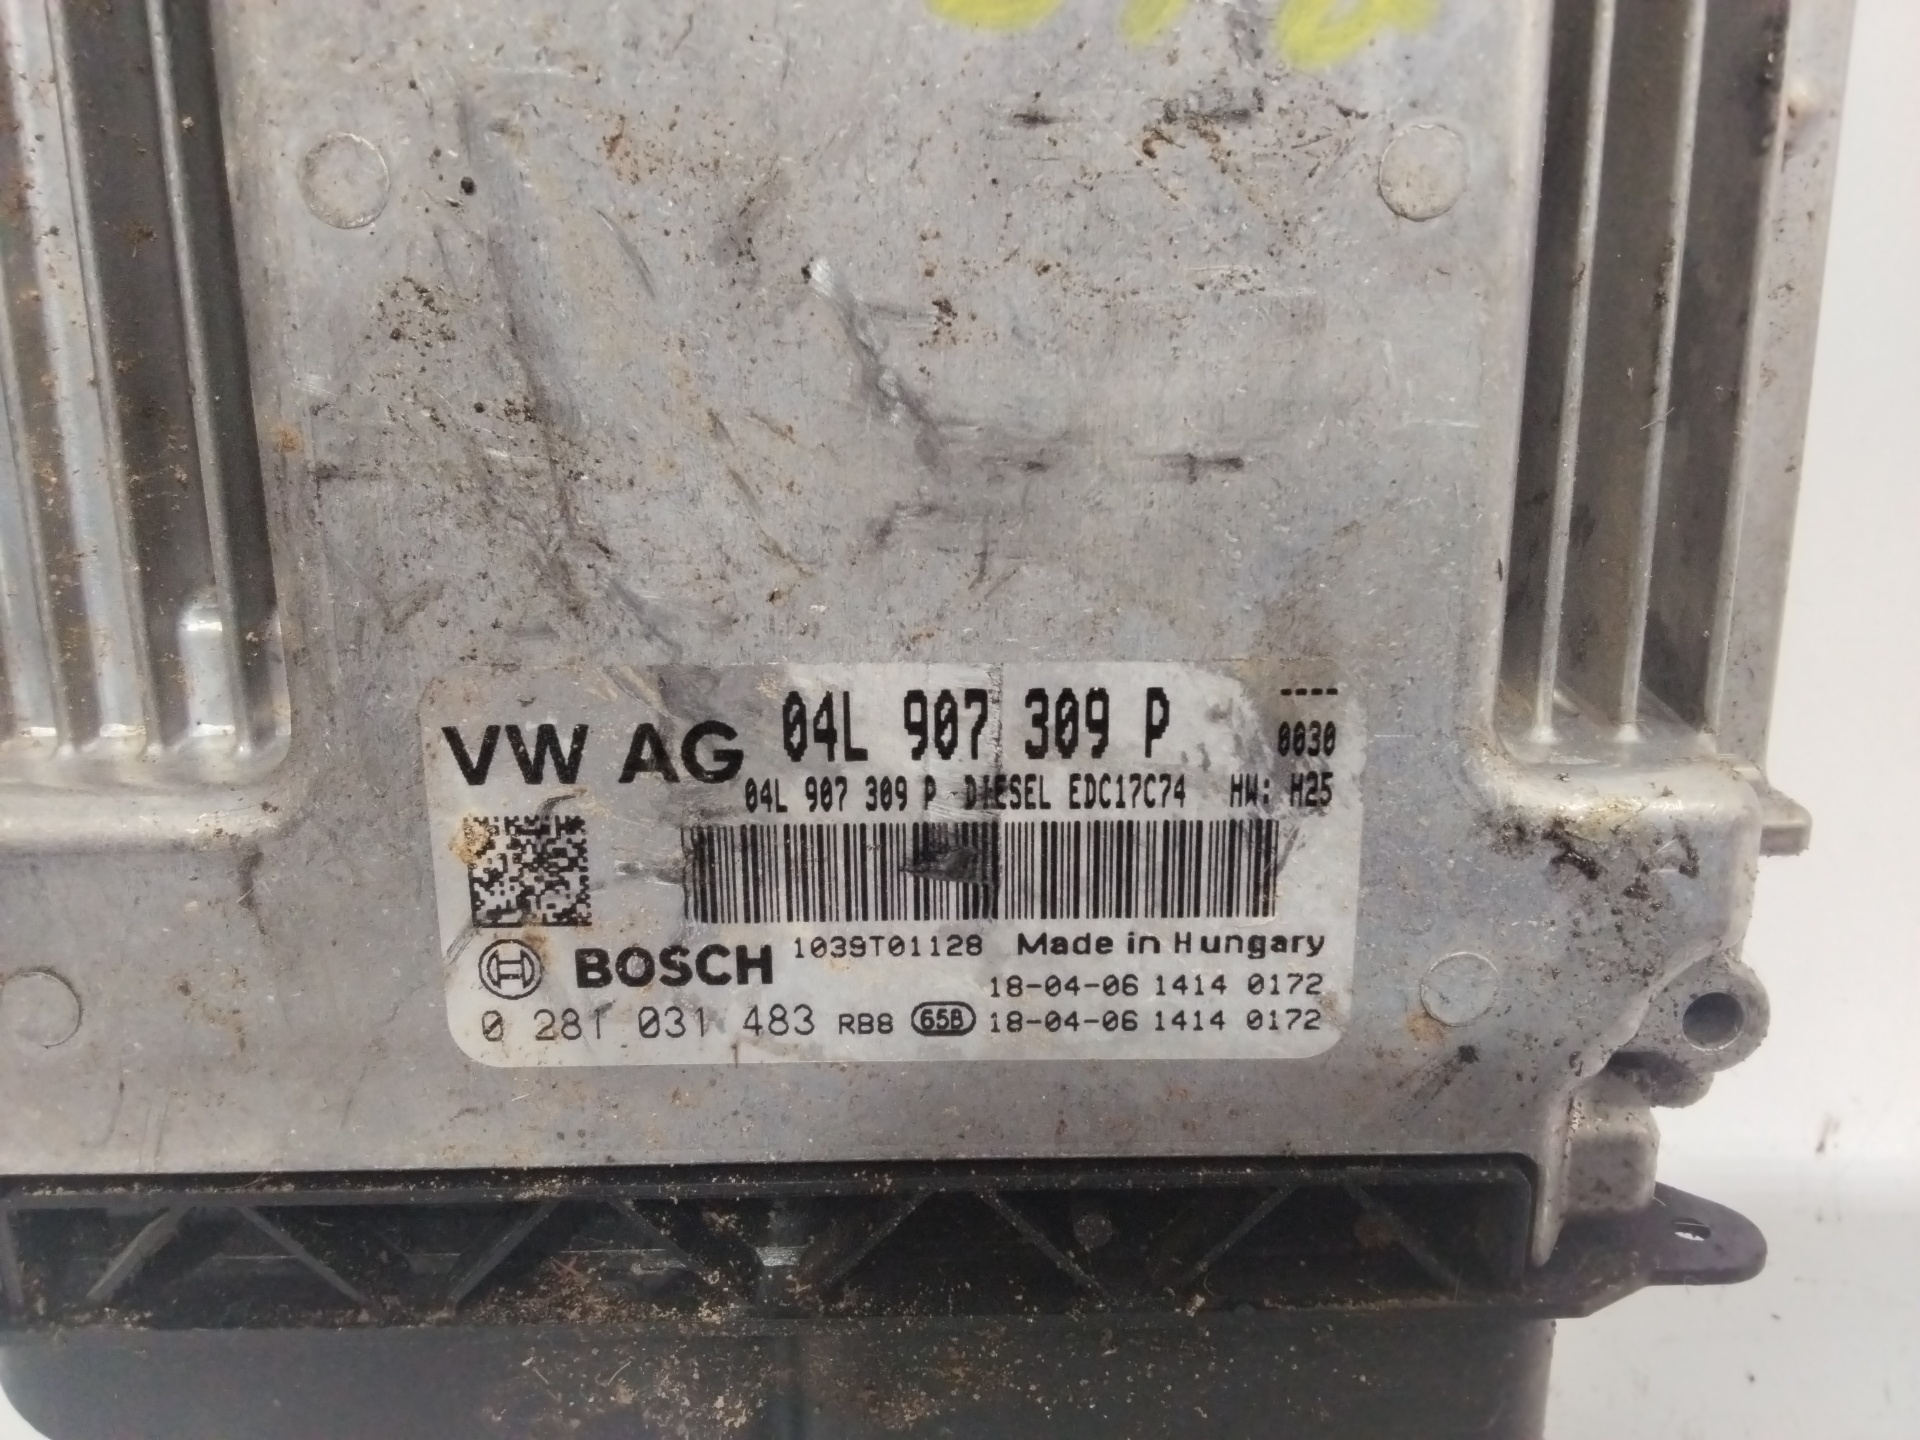 ----
VW AG 04L 907 309 P 0030
04L 907 309 P DIESEL EDC17C74 HW: H25
BOSCH 1039T01128 Made in Hungary
18-04-06 1414 0172
0 281 031 483 RB8 65B 18-04-06 1414 0172